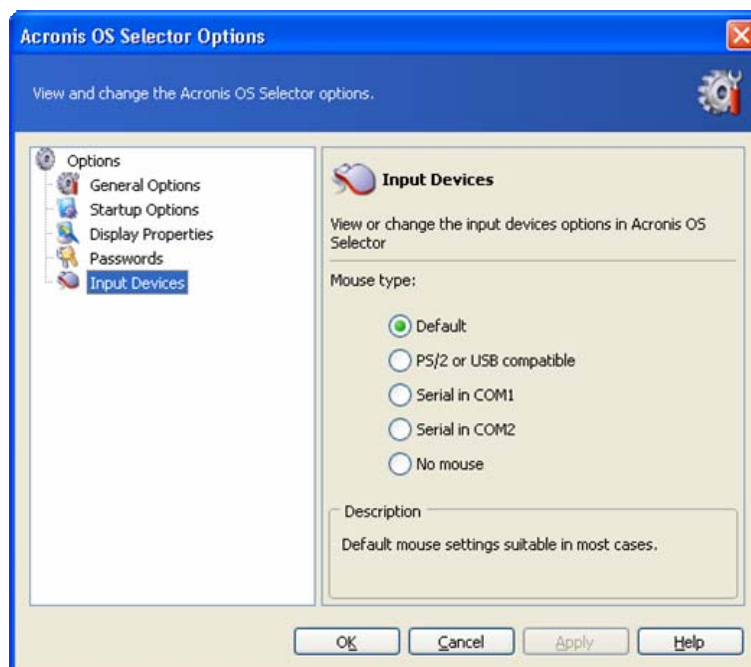 Acronis OS Selector Options
View and change the Acronis OS Selector options.
Options
General Options
Startup Options
Display Properties
Passwords
Input Devices
Input Devices
View or change the input devices options in Acronis OS
Selector
Mouse type:
Default
PS/2 or USB compatible
Serial in COM1
Serial in COM2
No mouse
Description
Default mouse settings suitable in most cases.
OK
Cancel
Apply
Help